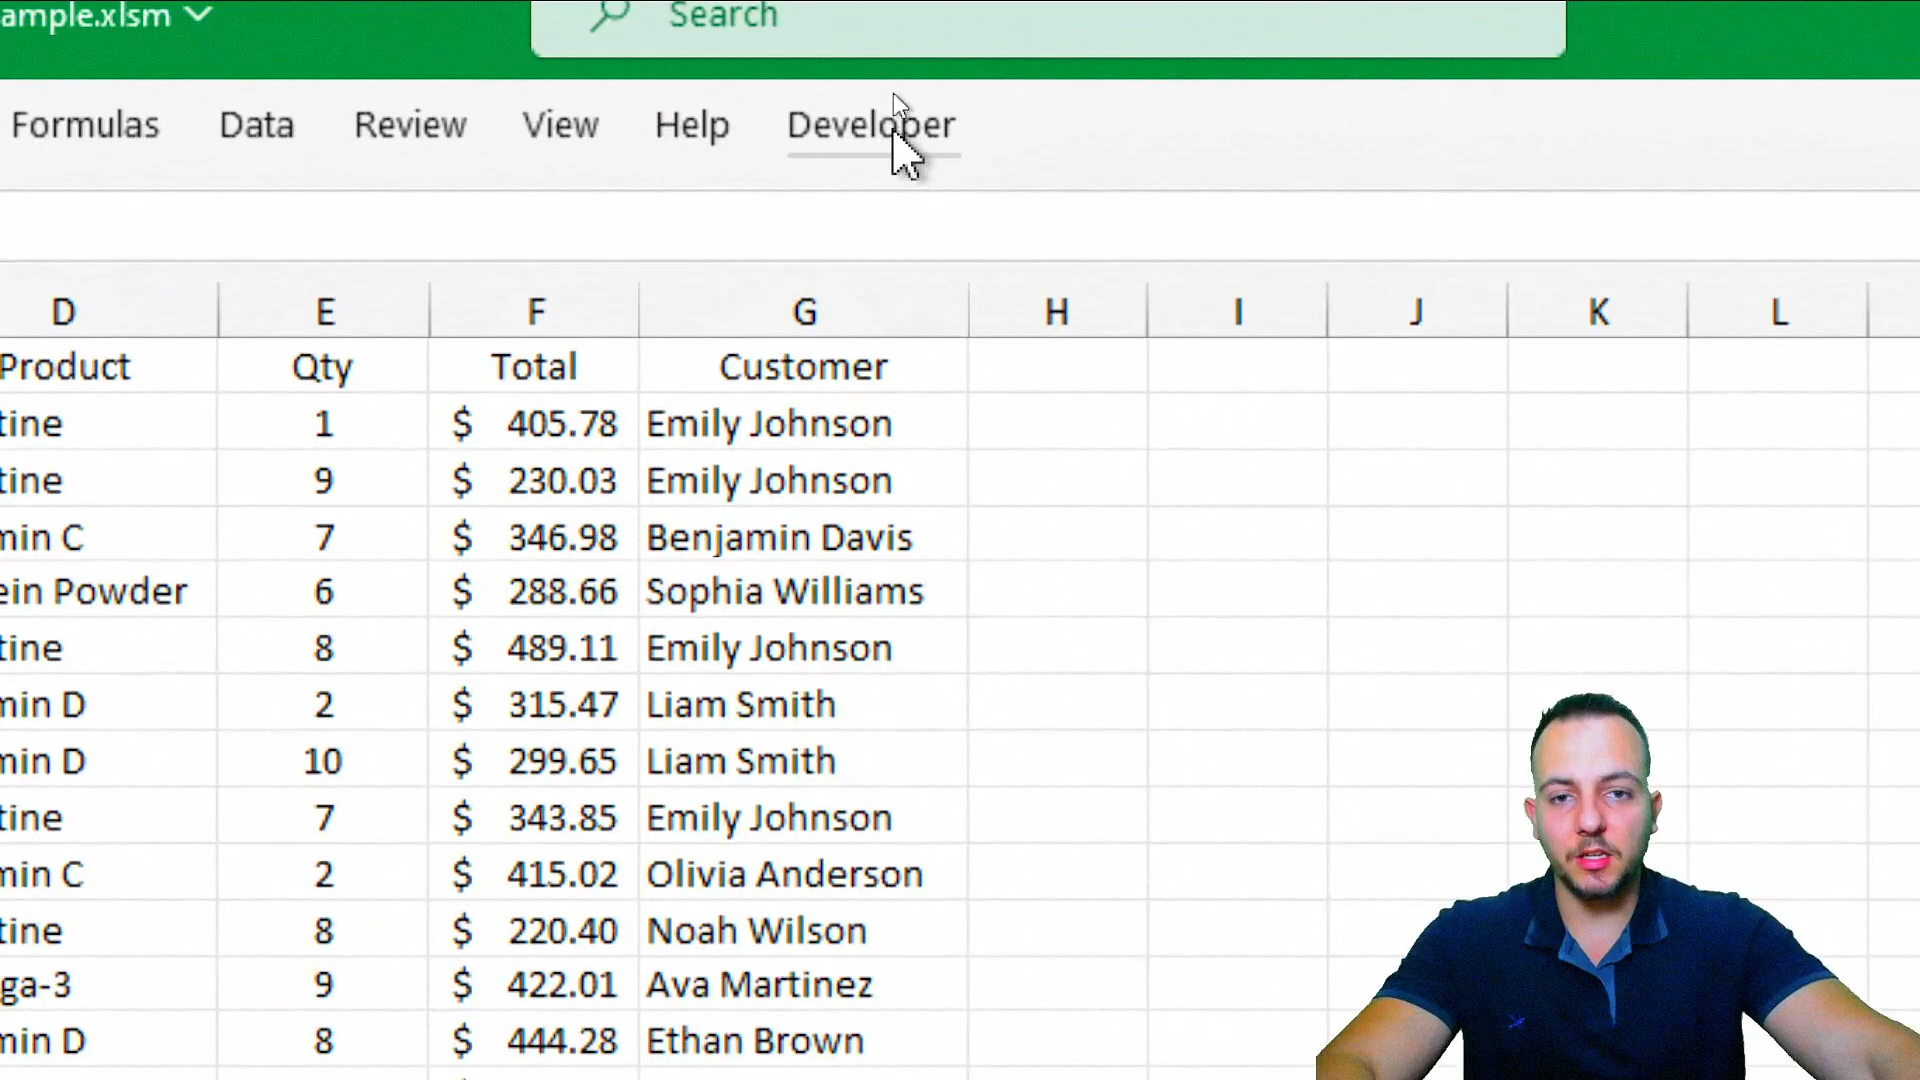 ample.xlsm
Search
Formulas Data Review View Help Developer
D E F G H I J K L
Product Qty Total Customer
tine 1 $ 405.78 Emily Johnson
tine 9 $ 230.03 Emily Johnson
min C 7 $ 346.98 Benjamin Davis
ein Powder 6 $ 288.66 Sophia Williams
tine 8 $ 489.11 Emily Johnson
min D 2 $ 315.47 Liam Smith
min D 10 $ 299.65 Liam Smith
tine 7 $ 343.85 Emily Johnson
min C 2 $ 415.02 Olivia Anderson
tine 8 $ 220.40 Noah Wilson
ga-3 9 $ 422.01 Ava Martinez
min D 8 $ 444.28 Ethan Brown